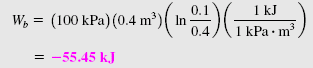 W_b = (100 kPa)(0.4 m³)(ln 0.1/0.4)(1 kJ/1 kPa · m³)
= −55.45 kJ